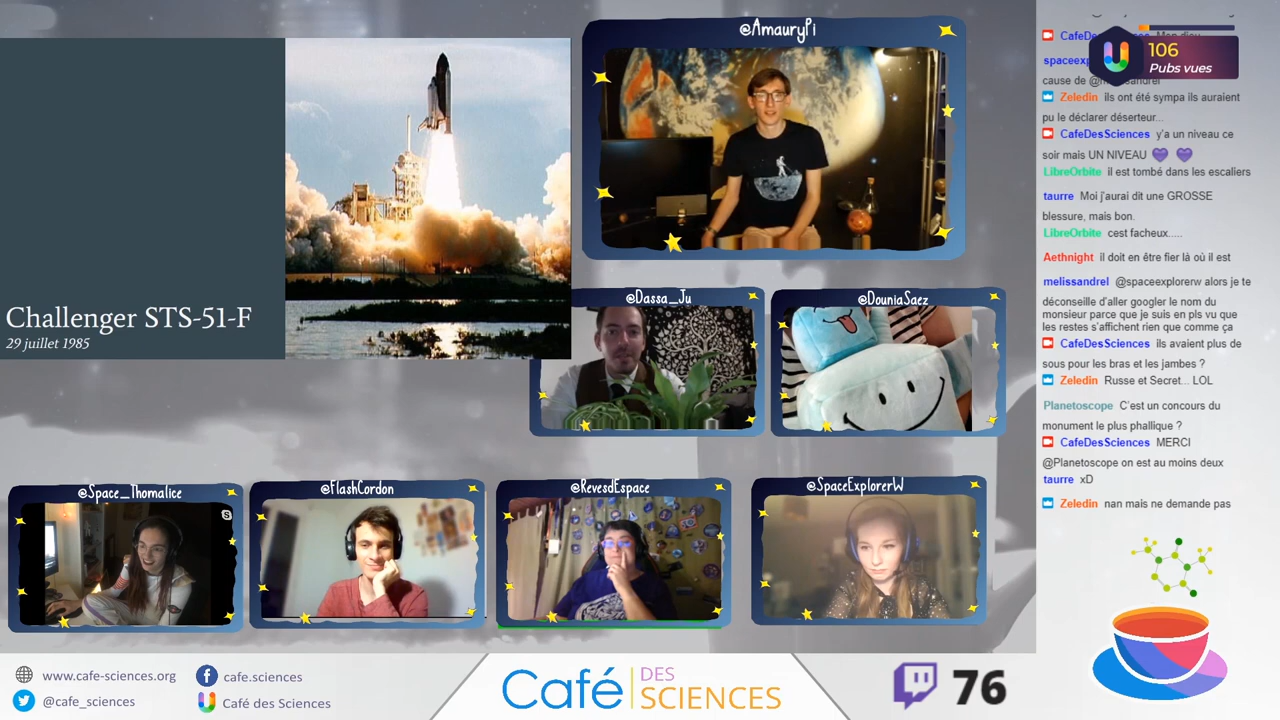 Challenger STS-51-F
29 juillet 1985
@AmauryPi
@Dassa_Ju
@DouniaSaez
@Space_Thomalice
@FlashCordon
@RevesdEspace
@SpaceExplorerW
106
Pubs vues
cause de
Zeledin ils ont été sympa ils auraient
pu le déclarer déserteur...
CafeDesSciences y'a un niveau ce
soir mais UN NIVEAU
LibreOrbite il est tombé dans les escaliers
taurre Moi j'aurai dit une GROSSE
blessure, mais bon.
LibreOrbite cest facheux.....
Aethnight il doit en être fier là où il est
melissandrel @spaceexplorerw alors je te
déconseille d'aller googler le nom du
monsieur parce que je suis en pls vu que
les restes s'affichent rien que comme ça
CafeDesSciences ils avaient plus de
sous pour les bras et les jambes ?
Zeledin Russe et Secret... LOL
Planetoscope C'est un concours du
monument le plus phallique ?
CafeDesSciences MERCI
@Planetoscope on est au moins deux
taurre xD
Zeledin nan mais ne demande pas
www.cafe-sciences.org
cafe.sciences
@cafe_sciences
Café des Sciences
Café DES
SCIENCES
76